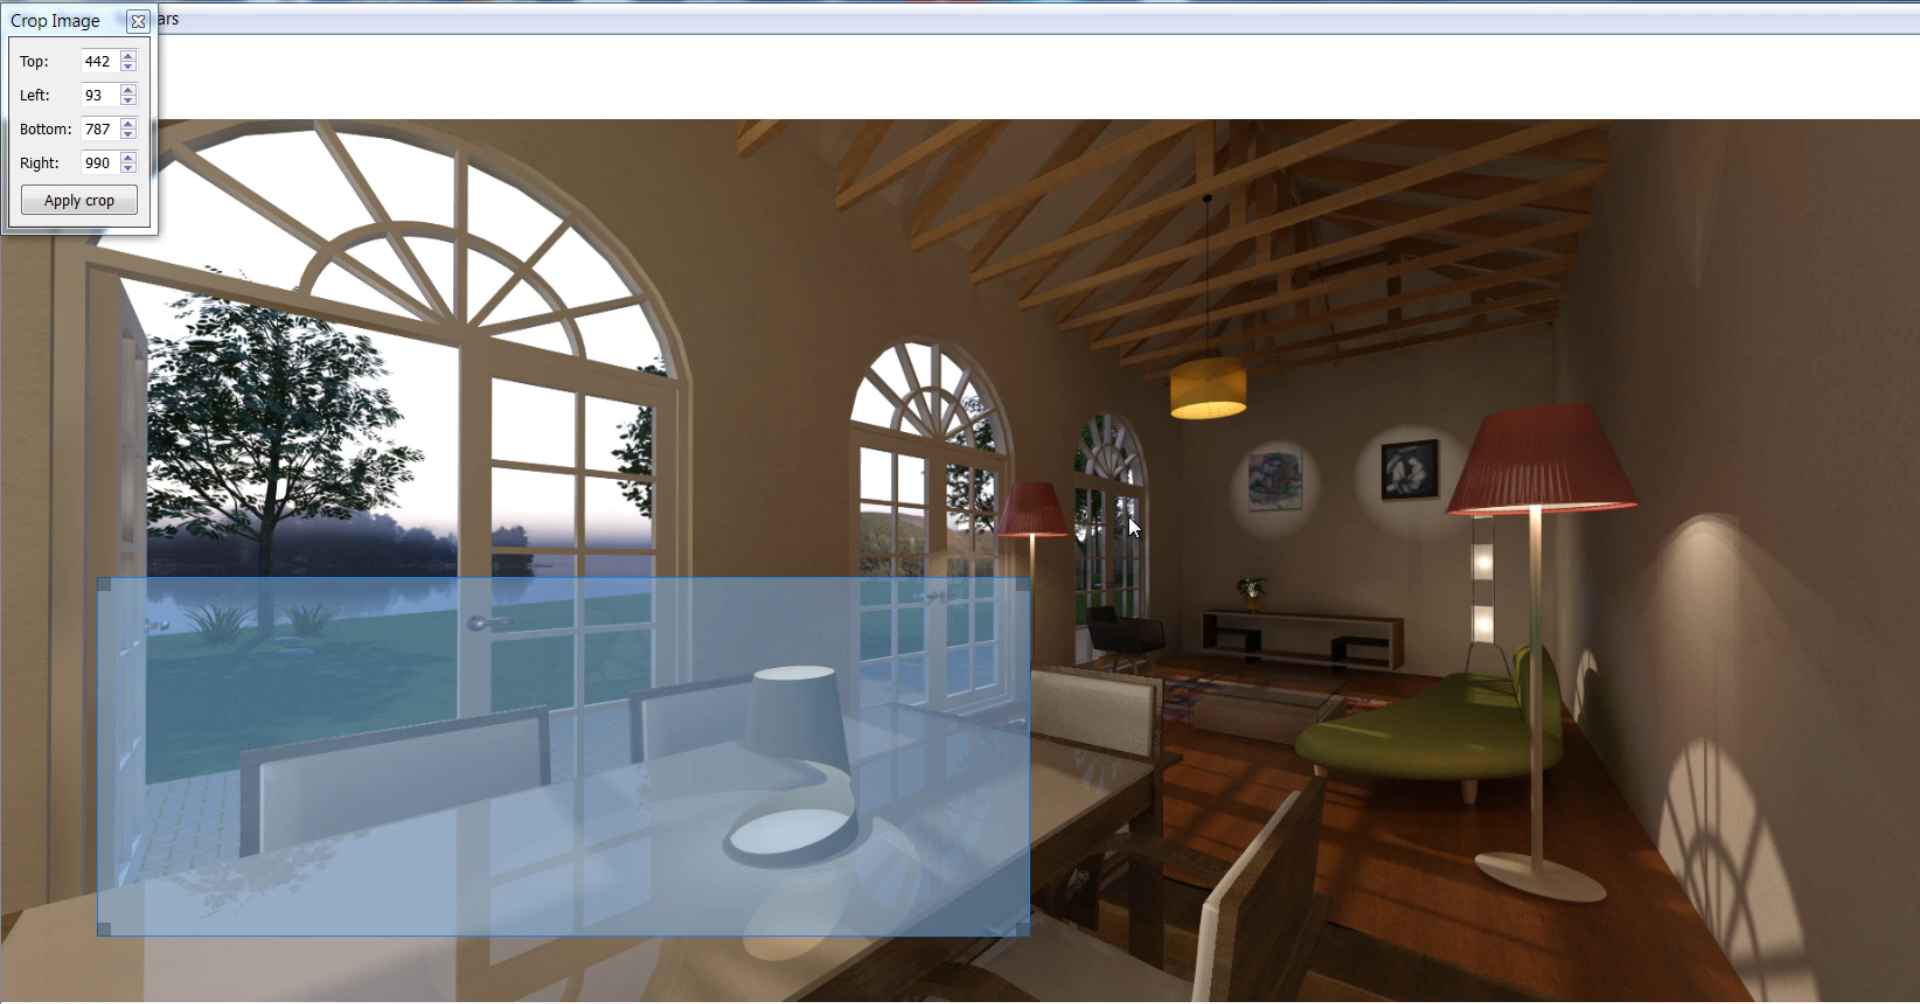 Crop Image
ars
Top: 442
Left: 93
Bottom: 787
Right: 990
Apply crop